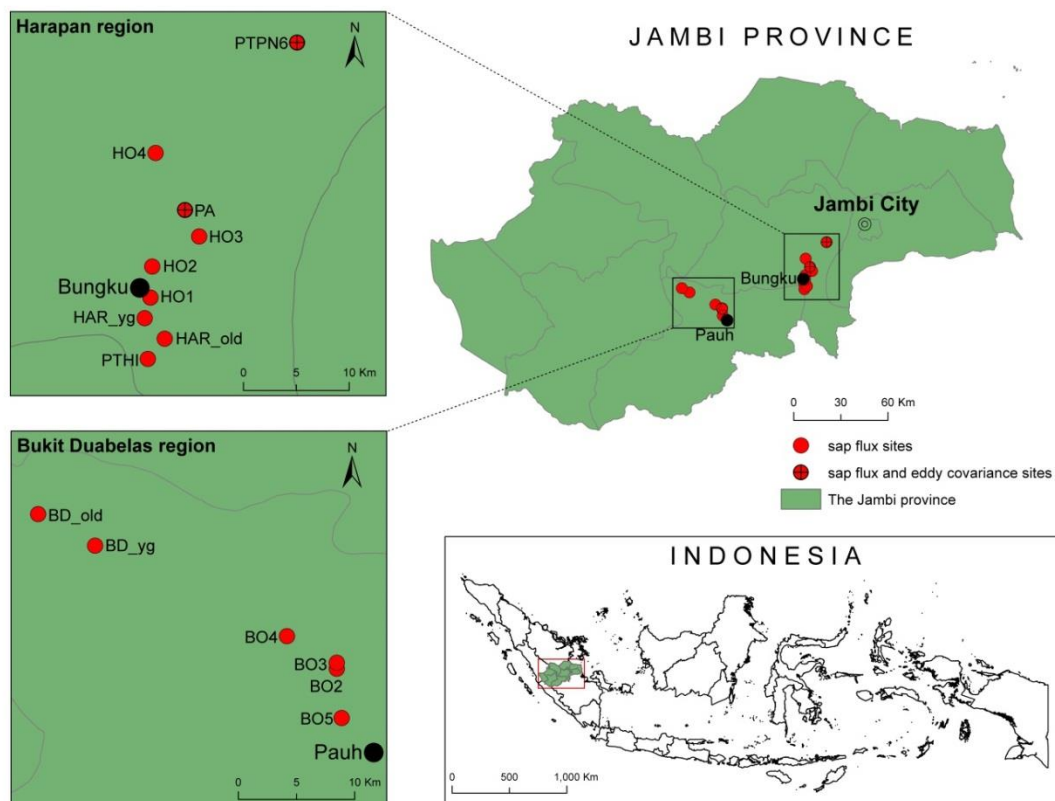 Harapan region
N
PTPN6
HO4
PA
HO3
HO2
Bungku
HO1
HAR_yg
HAR_old
PTHI
0 5 10 Km
Bukit Duabelas region
N
BD_old
BD_yg
BO4
BO3
BO2
BO5
Pauh
0 5 10 Km
JAMBI PROVINCE
Jambi City
Bungku
Pauh
0 30 60 Km
sap flux sites
sap flux and eddy covariance sites
The Jambi province
INDONESIA
0 500 1,000 Km